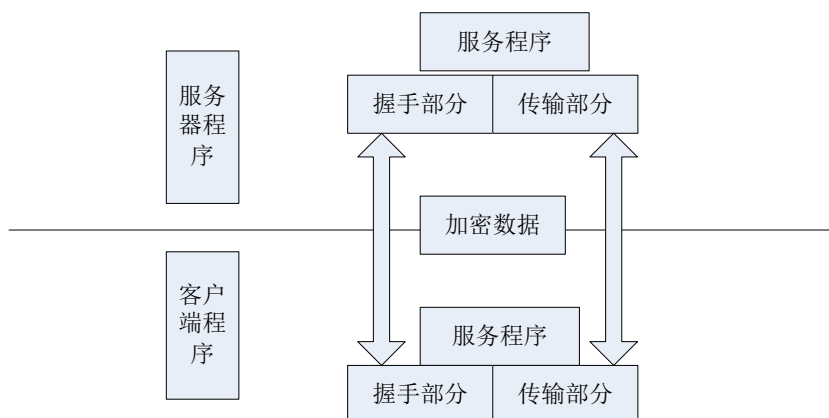 服务程序
服务
器程
序
握手部分
传输部分
加密数据
客户
端程
序
服务程序
握手部分
传输部分